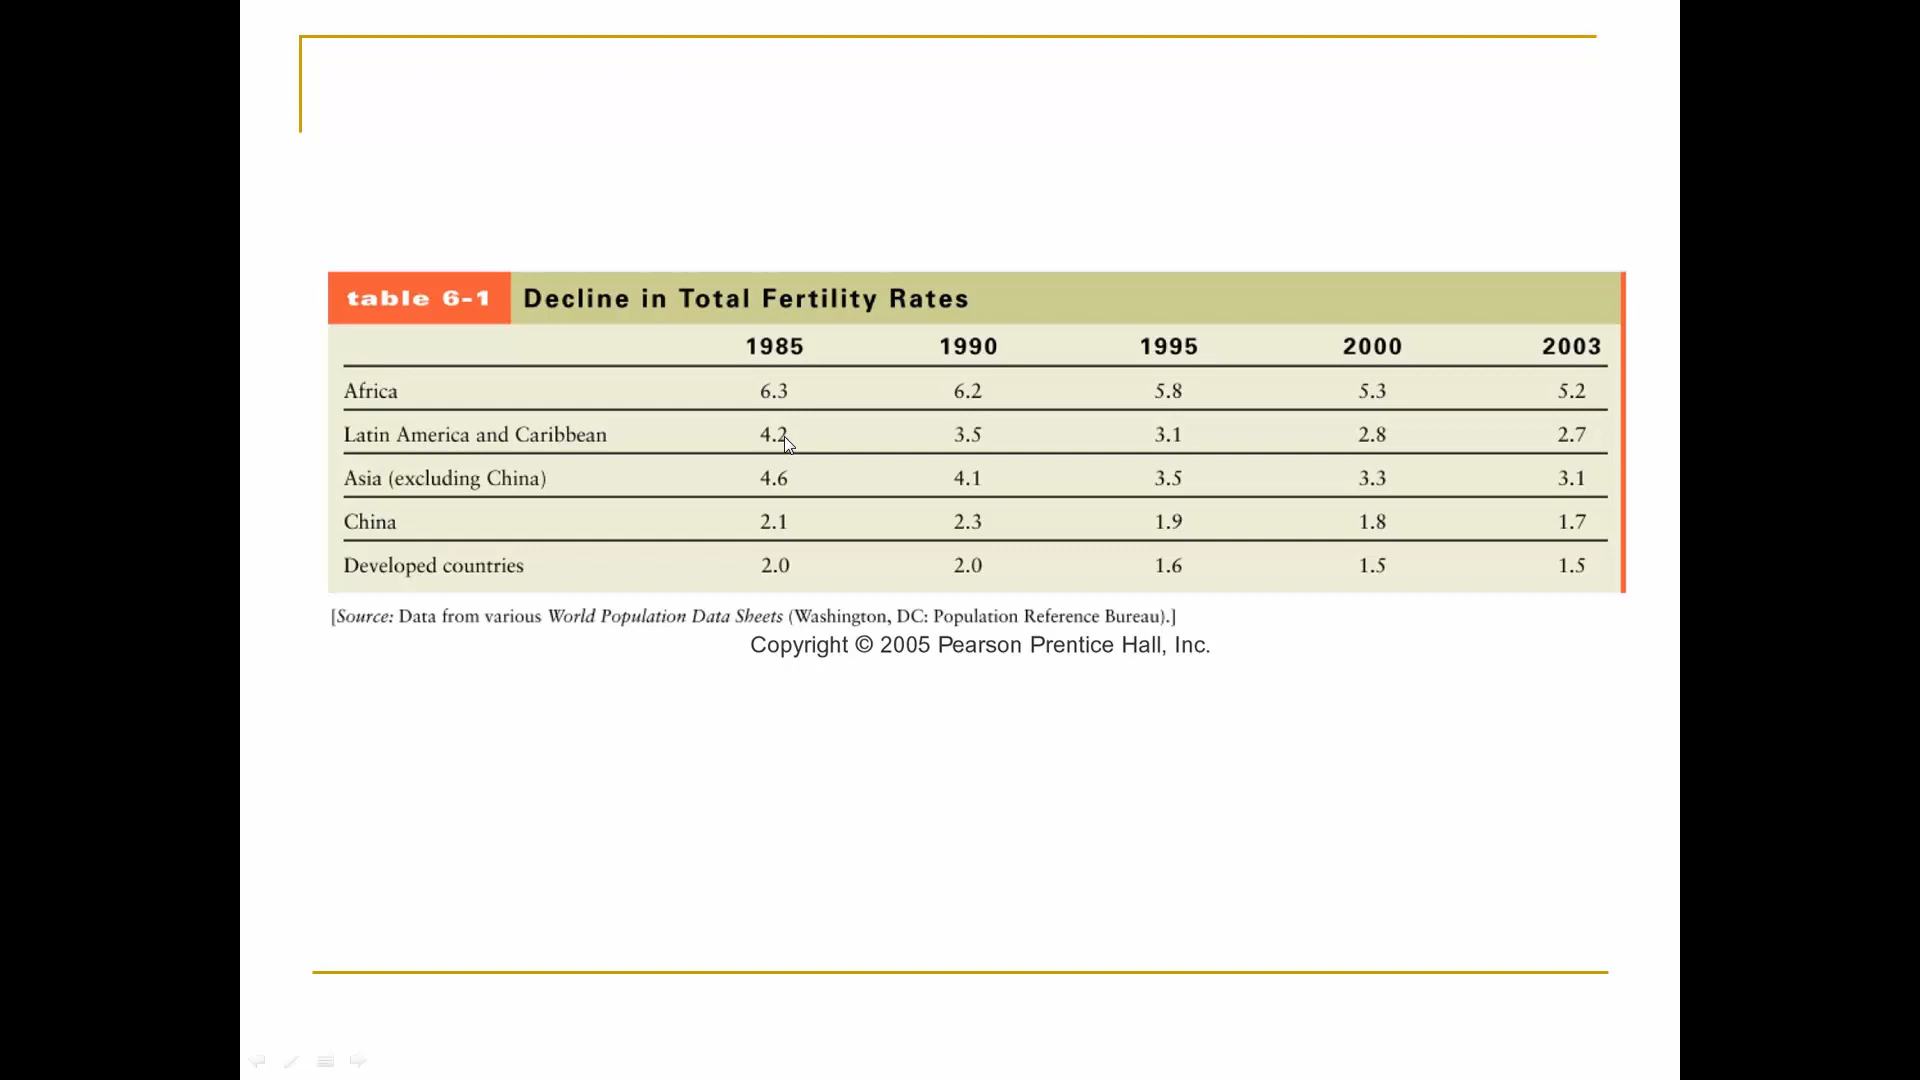 table 6-1 Decline in Total Fertility Rates
1985 1990 1995 2000 2003
Africa 6.3 6.2 5.8 5.3 5.2
Latin America and Caribbean 4.2 3.5 3.1 2.8 2.7
Asia (excluding China) 4.6 4.1 3.5 3.3 3.1
China 2.1 2.3 1.9 1.8 1.7
Developed countries 2.0 2.0 1.6 1.5 1.5
[Source: Data from various World Population Data Sheets (Washington, DC: Population Reference Bureau).]
Copyright © 2005 Pearson Prentice Hall, Inc.